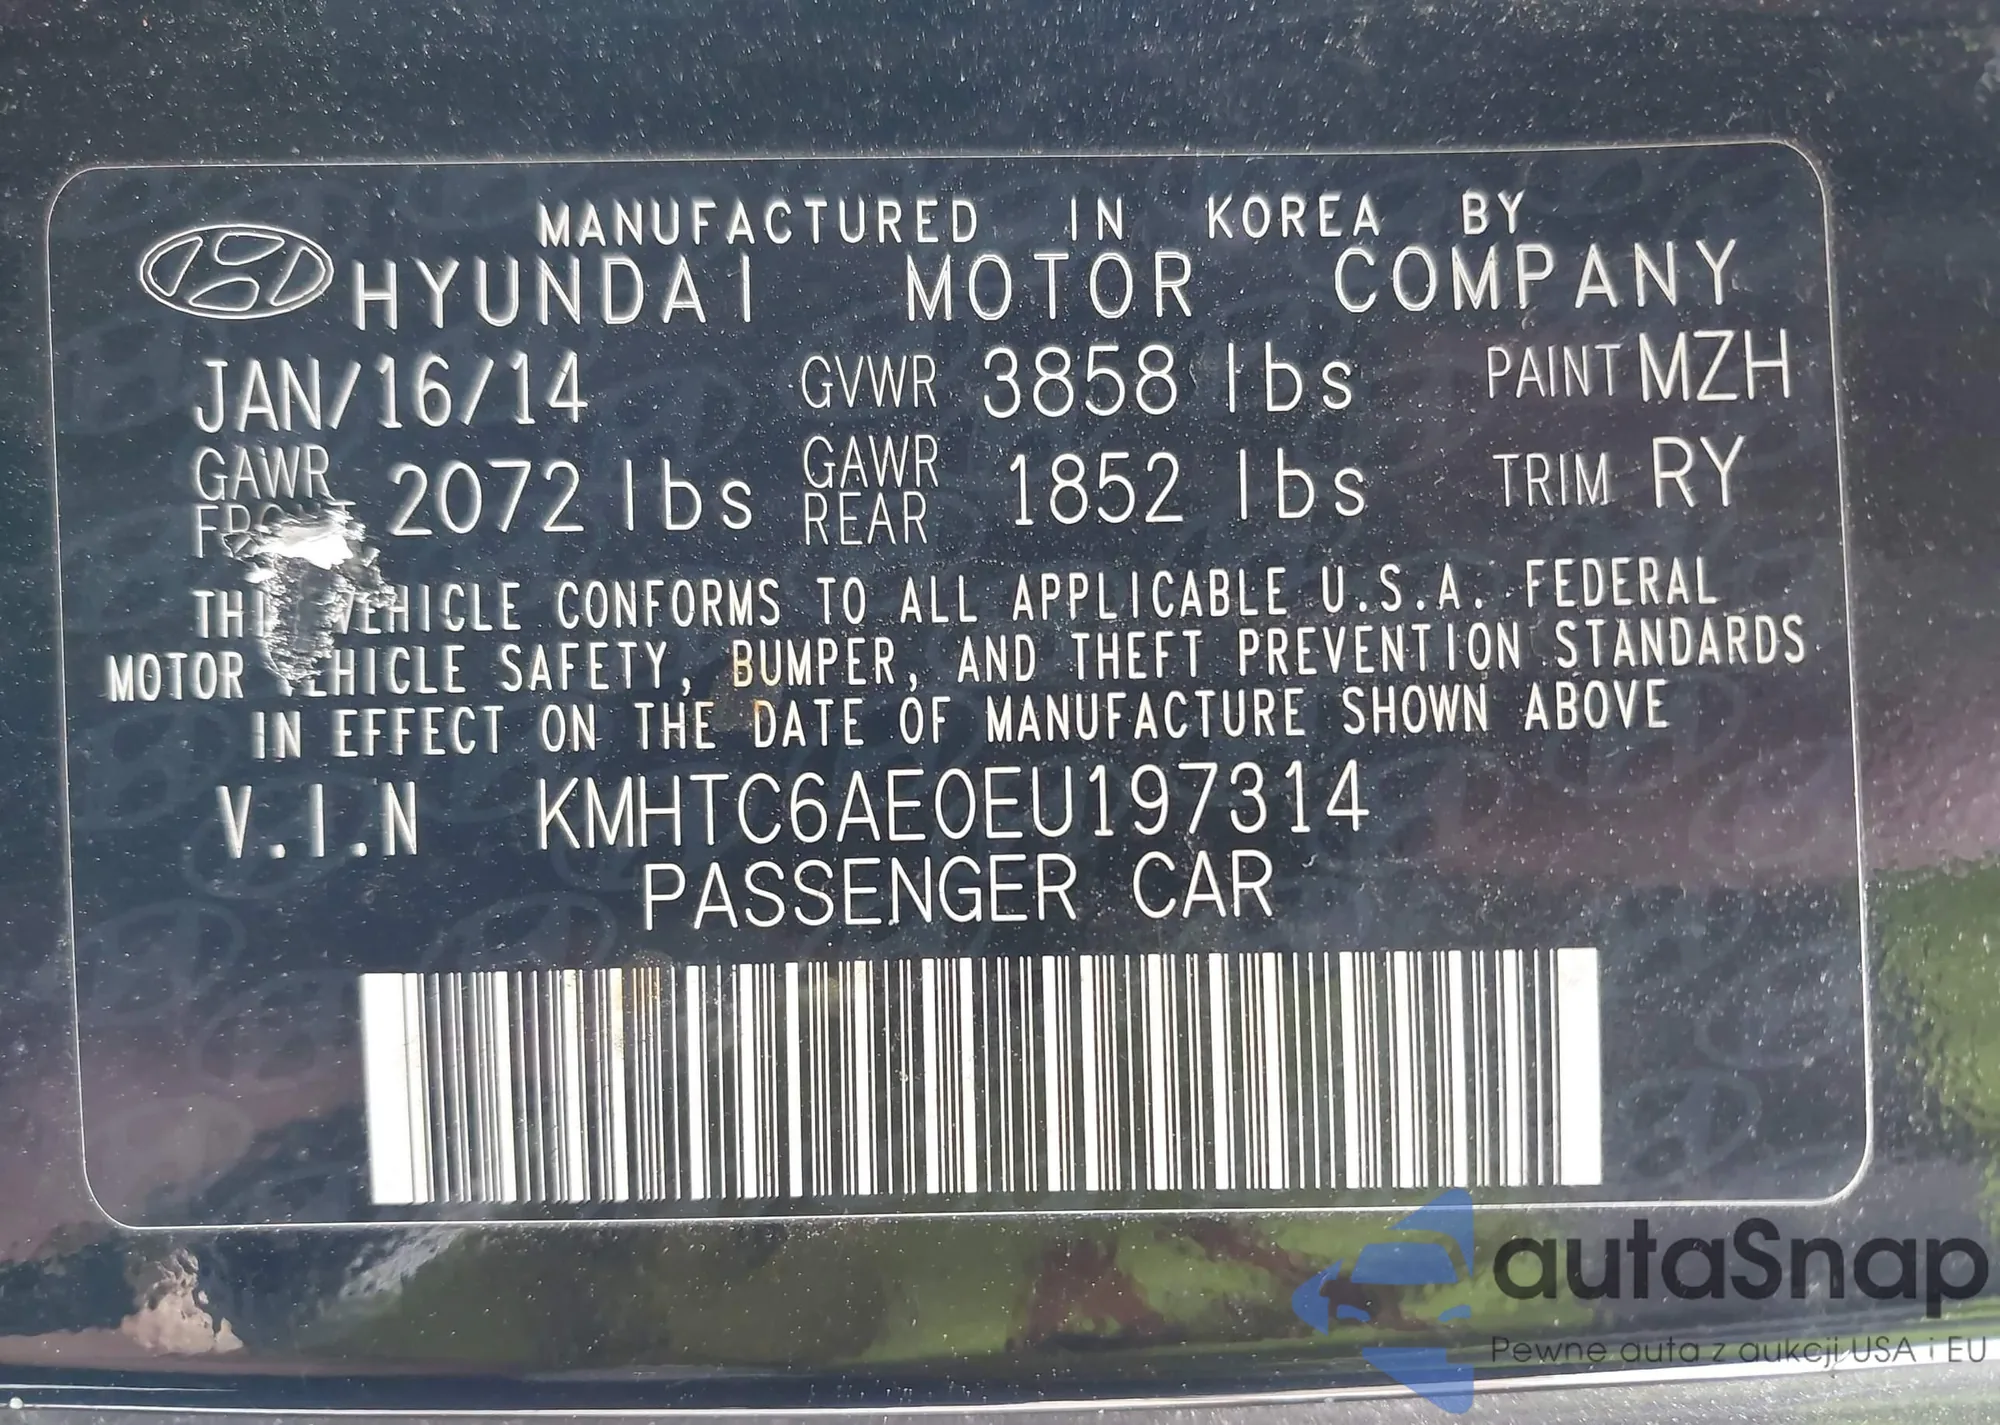 MANUFACTURED IN KOREA BY
HYUNDAI MOTOR COMPANY
JAN/16/14 GVWR 3858 lbs PAINT MZH
GAWR FRONT 2072 lbs GAWR REAR 1852 lbs TRIM RY
THIS VEHICLE CONFORMS TO ALL APPLICABLE U.S.A. FEDERAL
MOTOR VEHICLE SAFETY, BUMPER, AND THEFT PREVENTION STANDARDS
IN EFFECT ON THE DATE OF MANUFACTURE SHOWN ABOVE
V.I.N KMHTC6AE0EU197314
PASSENGER CAR
autaSnap
Pewne auta z aukcji USA i EU